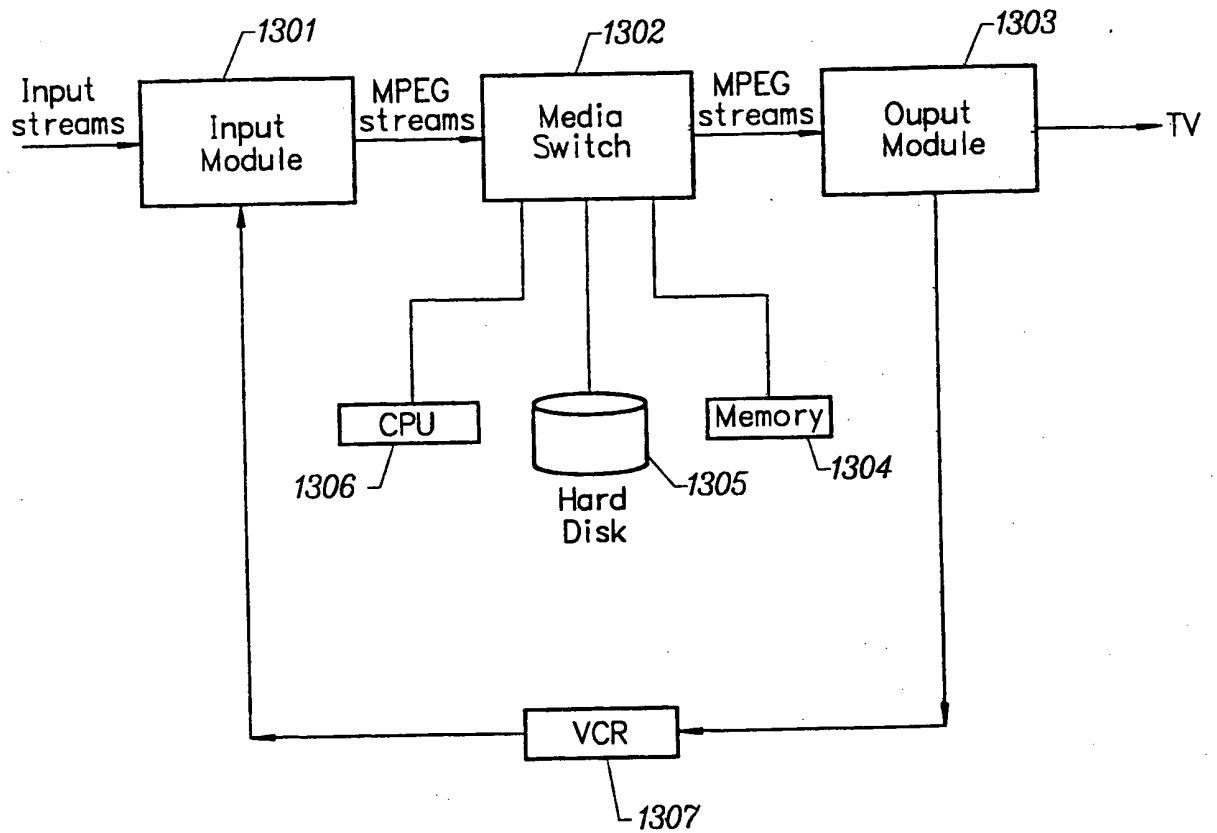 1301
1302
1303
Input
streams
Input
Module
MPEG
streams
Media
Switch
MPEG
streams
Ouput
Module
TV
CPU
1306
Hard
Disk
1305
Memory
1304
VCR
1307